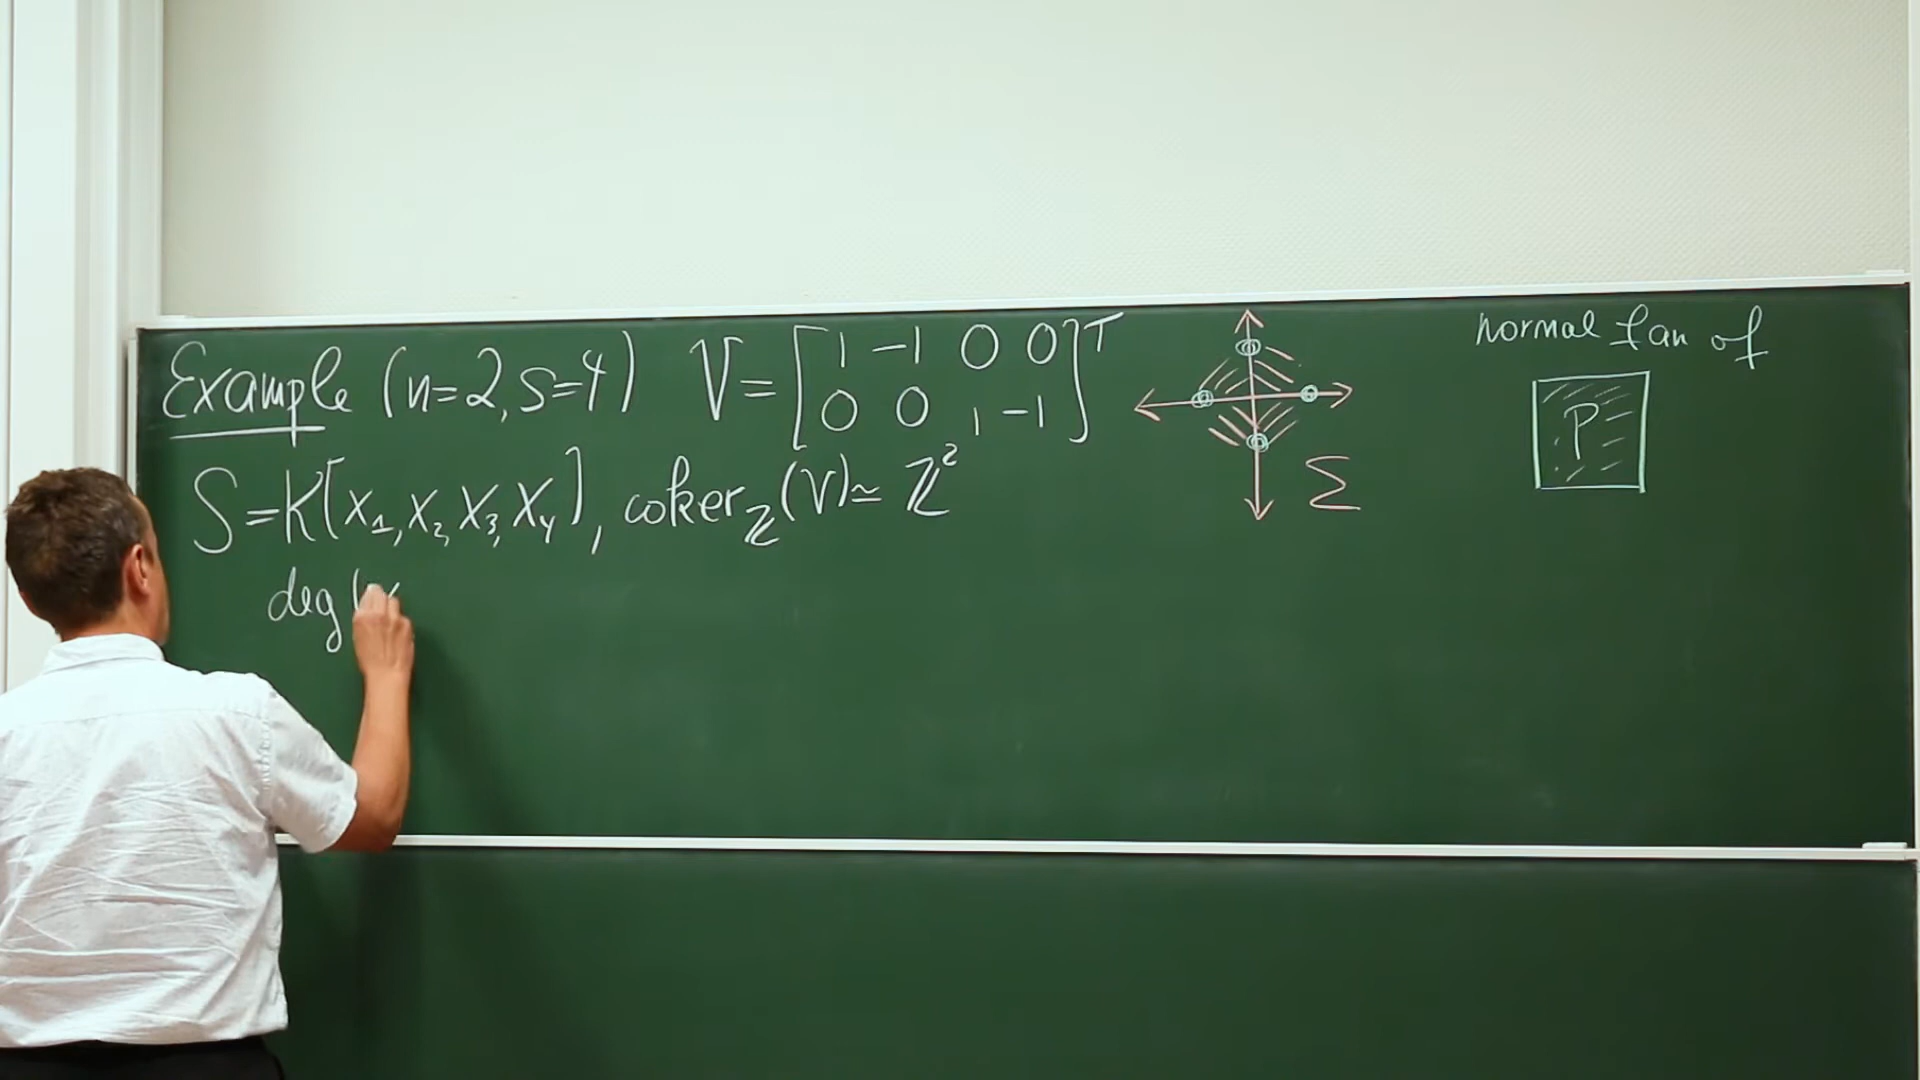 Example (n=2, s=4) V = [1 -1 0 0
0 0 1 -1]ᵀ
normal fan of
P
Σ
S = K[x₁, x₂, x₃, x₄], coker_ℤ(V) ≃ ℤ²
deg (x